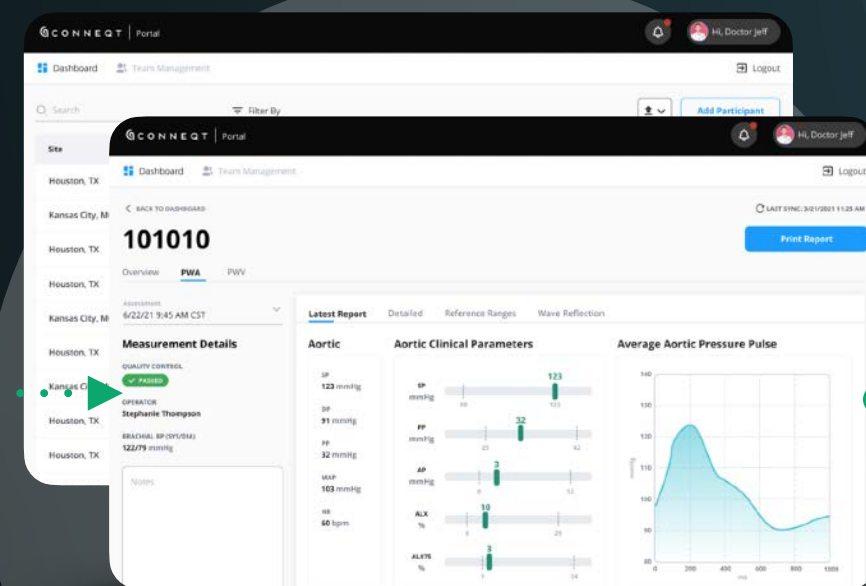 CONNEQT | Portal
Hi, Doctor Jeff
Dashboard
Team Management
Logout
Search
Filter By
Add Participant
Site
Houston, TX
Kansas City, M
Houston, TX
Houston, TX
Kansas City, M
Houston, TX
Kansas Ci
Houston, TX
Houston, TX
CONNEQT | Portal
Hi, Doctor Jeff
Dashboard
Team Management
Logout
BACK TO DASHBOARD
LAST SYNC: 3/21/2021 11:25 AM
101010
Print Report
Overview
PWA
PWV
Assessment
6/22/21 9:45 AM CST
Measurement Details
QUALITY CONTROL
PASSED
OPERATOR
Stephanie Thompson
BRACHIAL BP (SYS/DIA)
122/79 mmHg
Notes
Latest Report
Detailed
Reference Ranges
Wave Reflection
Aortic
SP
123 mmHg
DP
91 mmHg
PP
32 mmHg
MAP
103 mmHg
HR
60 bpm
Aortic Clinical Parameters
123
SP
mmHg
32
PP
mmHg
3
AP
mmHg
10
ALX
%
3
ALX75
%
Average Aortic Pressure Pulse
140
130
120
110
100
90
80
mmHg
0 200 400 600 800 1000
ms